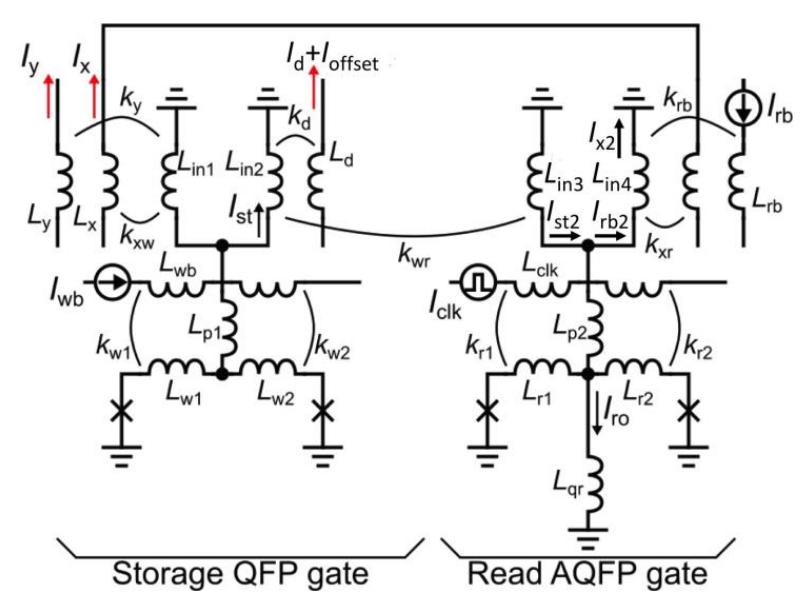 Iy Ix Id+Ioffset
ky kd krb Irb
Ix2
Lin1 Lin2 Ld Lin3 Lin4
Ly Lx Ist Ist2 Irb2 Lrb
kxw kwr kxr
Lwb Lclk
Iwb Iclk
Lp1 Lp2
kw1 kw2 kr1 kr2
Lw1 Lw2 Lr1 Lr2
Iro
Lqr
Storage QFP gate Read AQFP gate